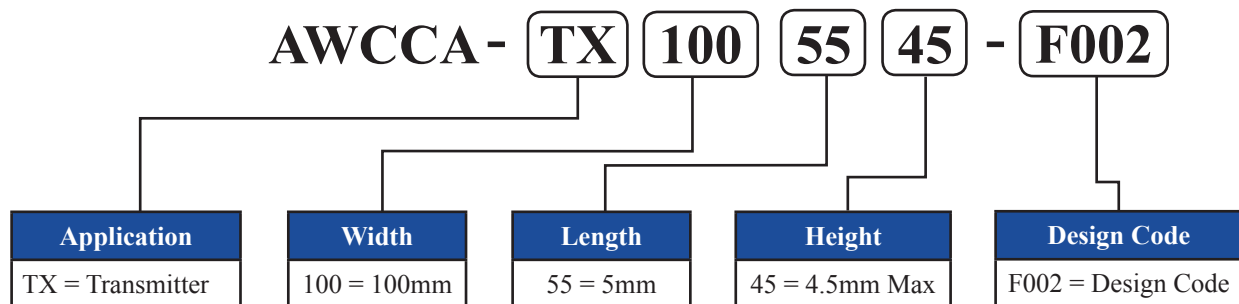 AWCCA - TX 100 55 45 - F002
Application Width Length Height Design Code
TX = Transmitter 100 = 100mm 55 = 5mm 45 = 4.5mm Max F002 = Design Code